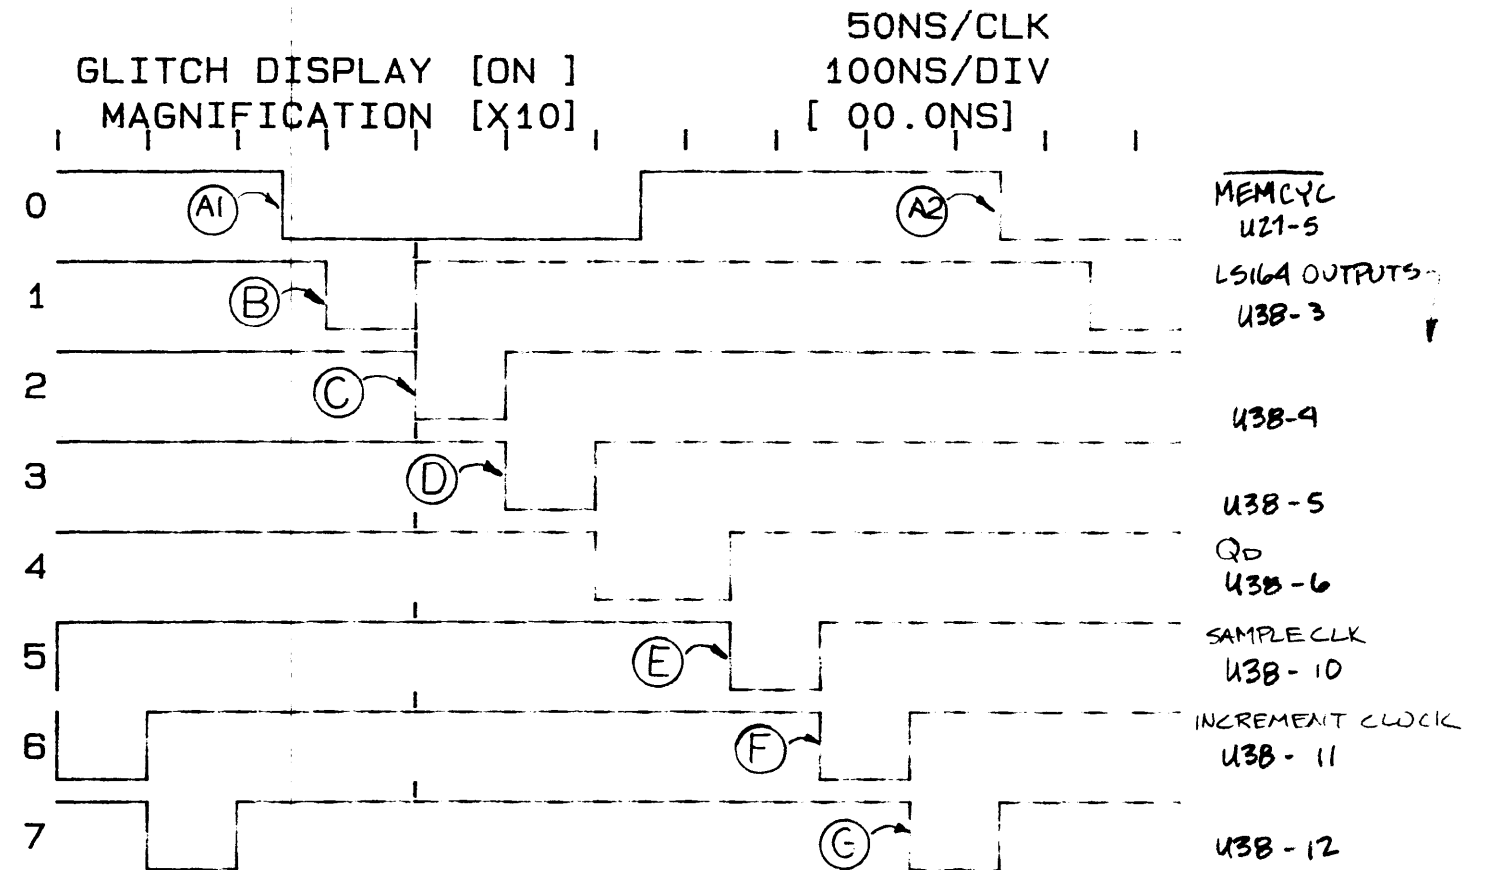 50NS/CLK
GLITCH DISPLAY [ON ] 100NS/DIV
MAGNIFICATION [X10] [ 00.0NS]
0 A1 A2 MEMCYC
U21-5
1 B LS164 OUTPUTS
U38-3
2 C
U38-4
3 D
U38-5
4 QD
U38-6
5 E SAMPLE CLK
U38-10
6 F INCREMENT CLOCK
U38-11
7 G U38-12